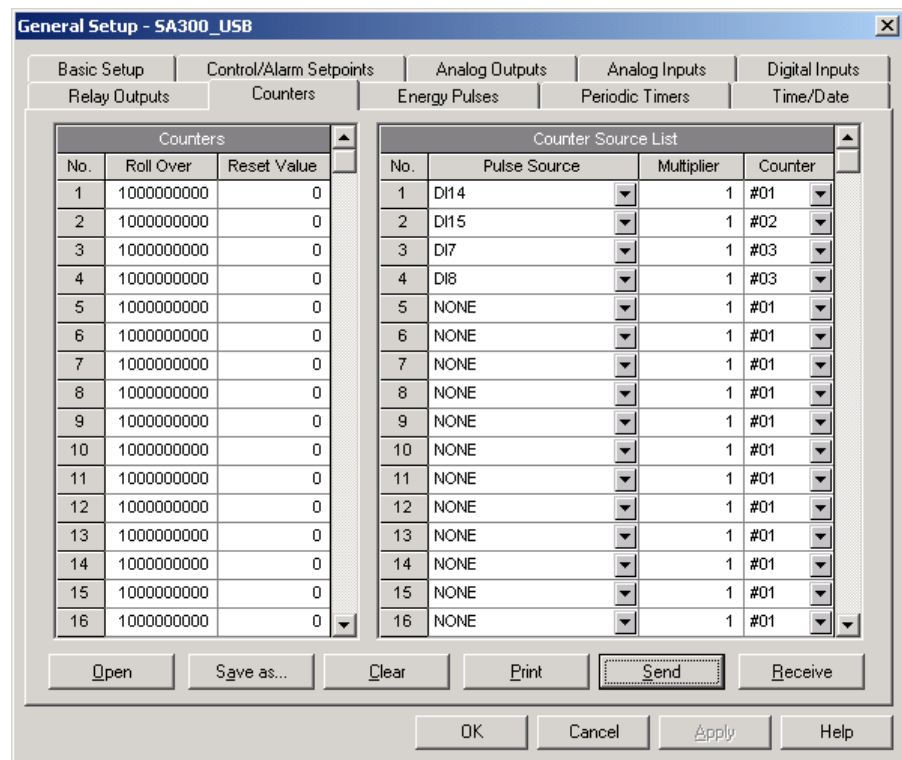 General Setup - SA300_USB
Basic Setup Control/Alarm Setpoints Analog Outputs Analog Inputs Digital Inputs
Relay Outputs Counters Energy Pulses Periodic Timers Time/Date
Counters Counter Source List
No. Roll Over Reset Value No. Pulse Source Multiplier Counter
1 1000000000 0 1 DI14 1 #01
2 1000000000 0 2 DI15 1 #02
3 1000000000 0 3 DI7 1 #03
4 1000000000 0 4 DI8 1 #03
5 1000000000 0 5 NONE 1 #01
6 1000000000 0 6 NONE 1 #01
7 1000000000 0 7 NONE 1 #01
8 1000000000 0 8 NONE 1 #01
9 1000000000 0 9 NONE 1 #01
10 1000000000 0 10 NONE 1 #01
11 1000000000 0 11 NONE 1 #01
12 1000000000 0 12 NONE 1 #01
13 1000000000 0 13 NONE 1 #01
14 1000000000 0 14 NONE 1 #01
15 1000000000 0 15 NONE 1 #01
16 1000000000 0 16 NONE 1 #01
Open Save as... Clear Print Send Receive
OK Cancel Apply Help